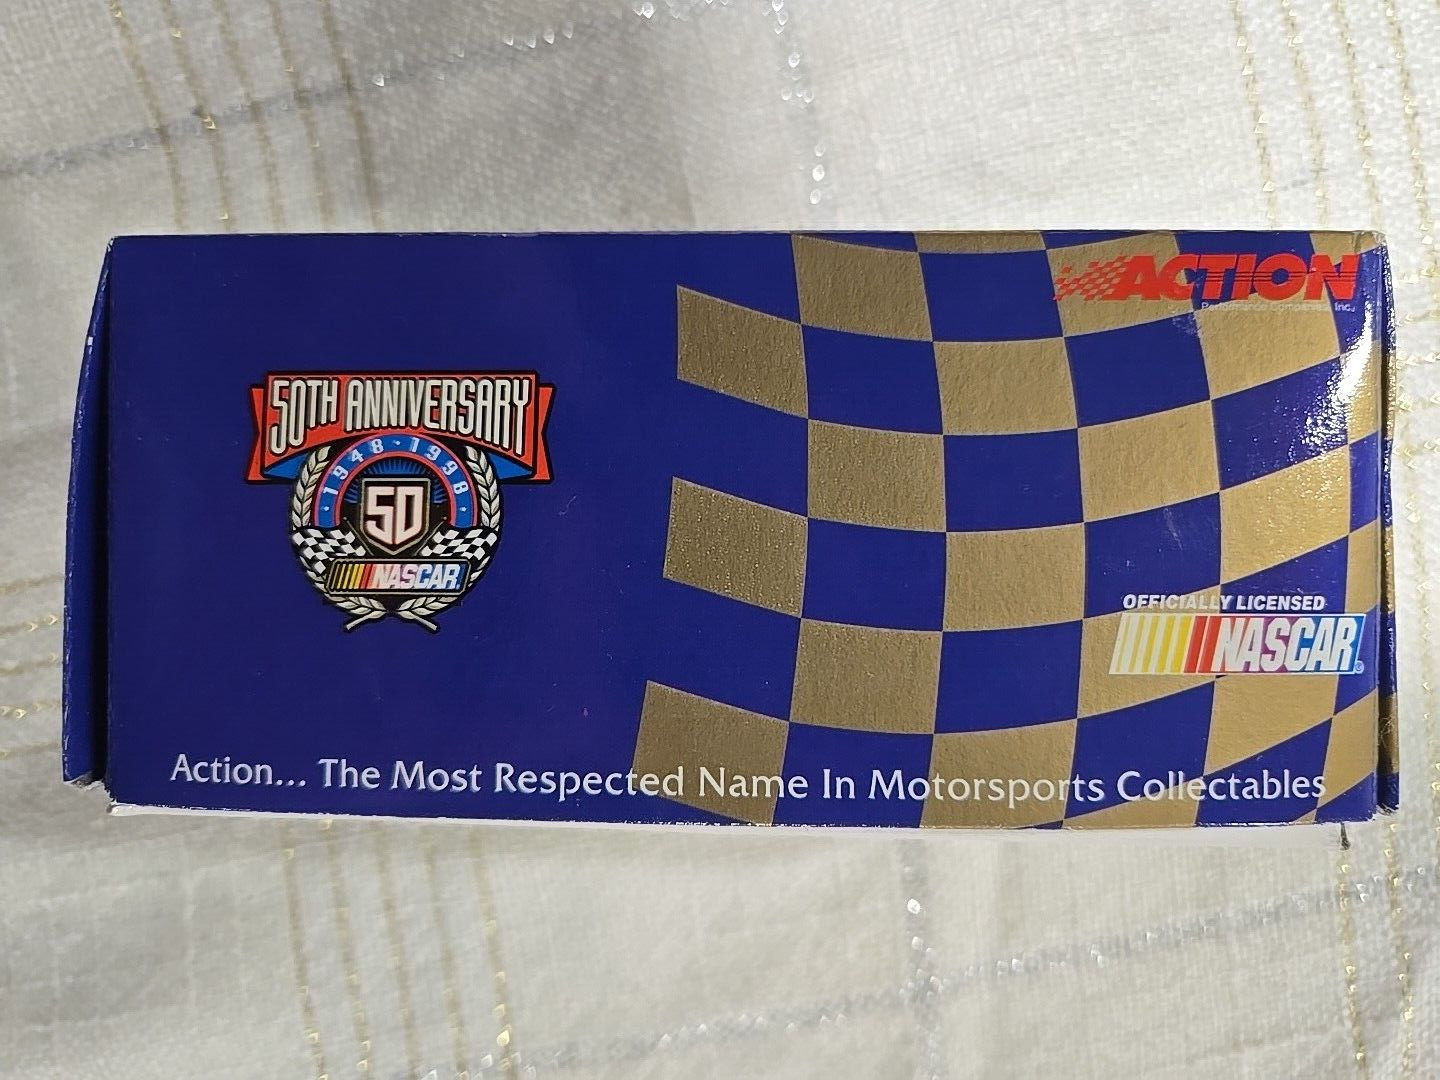 ACTION
Performance Companies, Inc.
50TH ANNIVERSARY
1948 · 1998
50
NASCAR
OFFICIALLY LICENSED
NASCAR
Action... The Most Respected Name In Motorsports Collectables